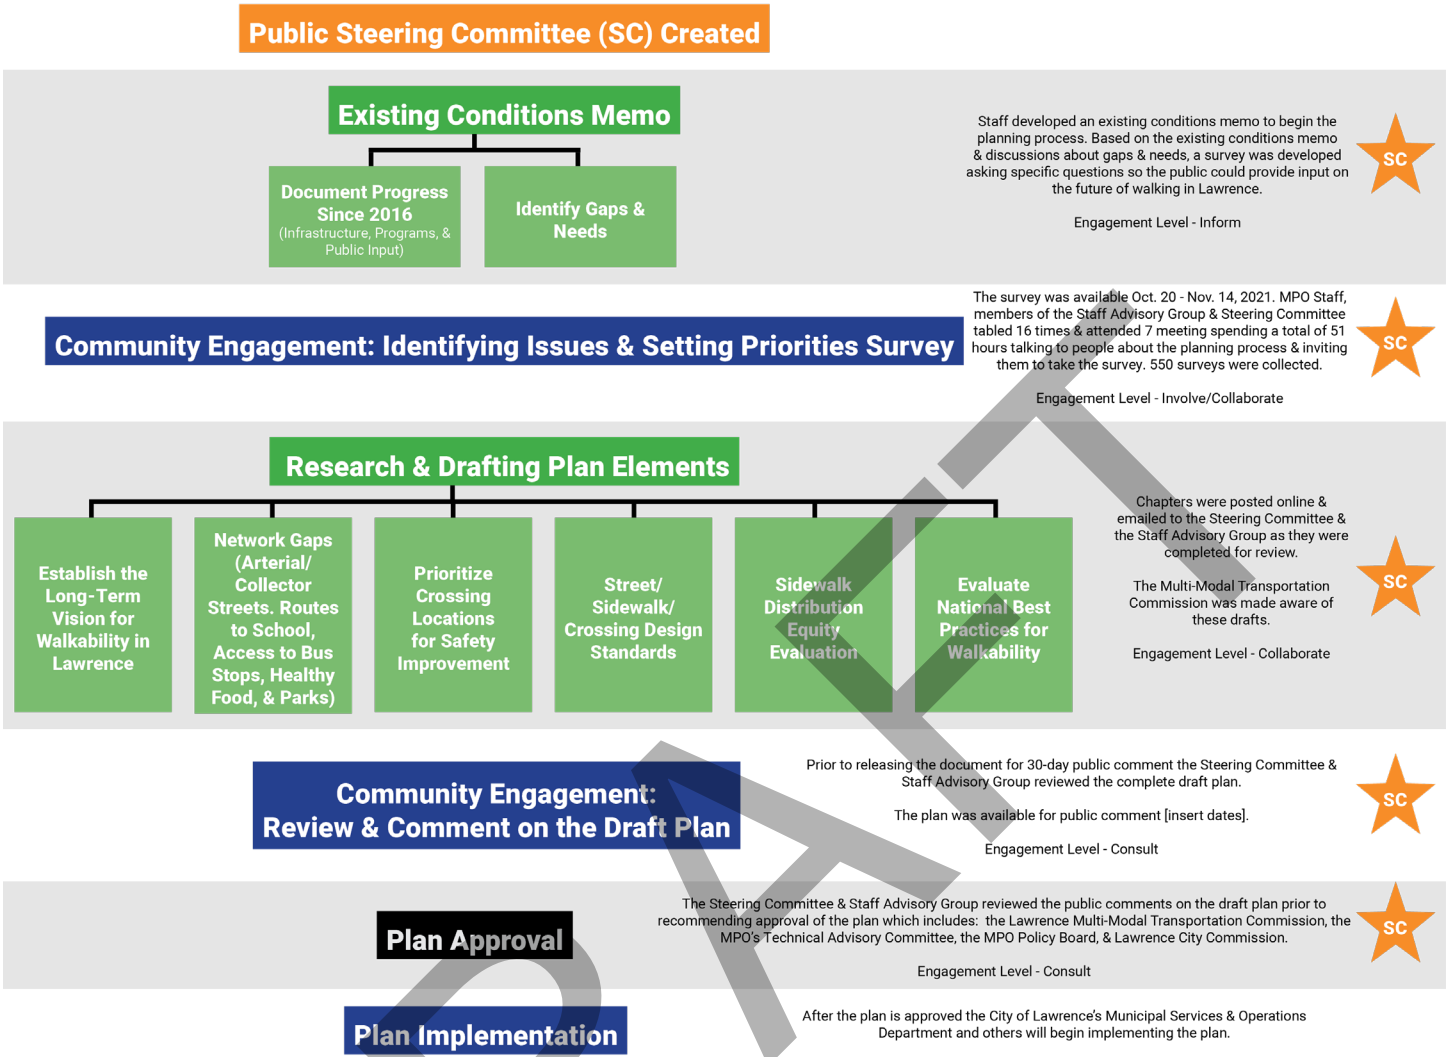 Public Steering Committee (SC) Created
Existing Conditions Memo
Document Progress
Since 2016
(Infrastructure, Programs, &
Public Input)
Identify Gaps &
Needs
Staff developed an existing conditions memo to begin the
planning process. Based on the existing conditions memo
& discussions about gaps & needs, a survey was developed
asking specific questions so the public could provide input on
the future of walking in Lawrence.
Engagement Level - Inform
SC
Community Engagement: Identifying Issues & Setting Priorities Survey
The survey was available Oct. 20 - Nov. 14, 2021. MPO Staff,
members of the Staff Advisory Group & Steering Committee
tabled 16 times & attended 7 meeting spending a total of 51
hours talking to people about the planning process & inviting
them to take the survey. 550 surveys were collected.
Engagement Level - Involve/Collaborate
SC
Research & Drafting Plan Elements
Establish the
Long-Term
Vision for
Walkability in
Lawrence
Network Gaps
(Arterial/
Collector
Streets. Routes
to School,
Access to Bus
Stops, Healthy
Food, & Parks)
Prioritize
Crossing
Locations
for Safety
Improvement
Street/
Sidewalk/
Crossing Design
Standards
Sidewalk
Distribution
Equity
Evaluation
Evaluate
National Best
Practices for
Walkability
Chapters were posted online &
emailed to the Steering Committee &
the Staff Advisory Group as they were
completed for review.
The Multi-Modal Transportation
Commission was made aware of
these drafts.
Engagement Level - Collaborate
SC
Community Engagement:
Review & Comment on the Draft Plan
Prior to releasing the document for 30-day public comment the Steering Committee &
Staff Advisory Group reviewed the complete draft plan.
The plan was available for public comment [insert dates].
Engagement Level - Consult
SC
Plan Approval
The Steering Committee & Staff Advisory Group reviewed the public comments on the draft plan prior to
recommending approval of the plan which includes:  the Lawrence Multi-Modal Transportation Commission, the
MPO's Technical Advisory Committee, the MPO Policy Board, & Lawrence City Commission.
Engagement Level - Consult
SC
Plan Implementation
After the plan is approved the City of Lawrence's Municipal Services & Operations
Department and others will begin implementing the plan.
DRAFT